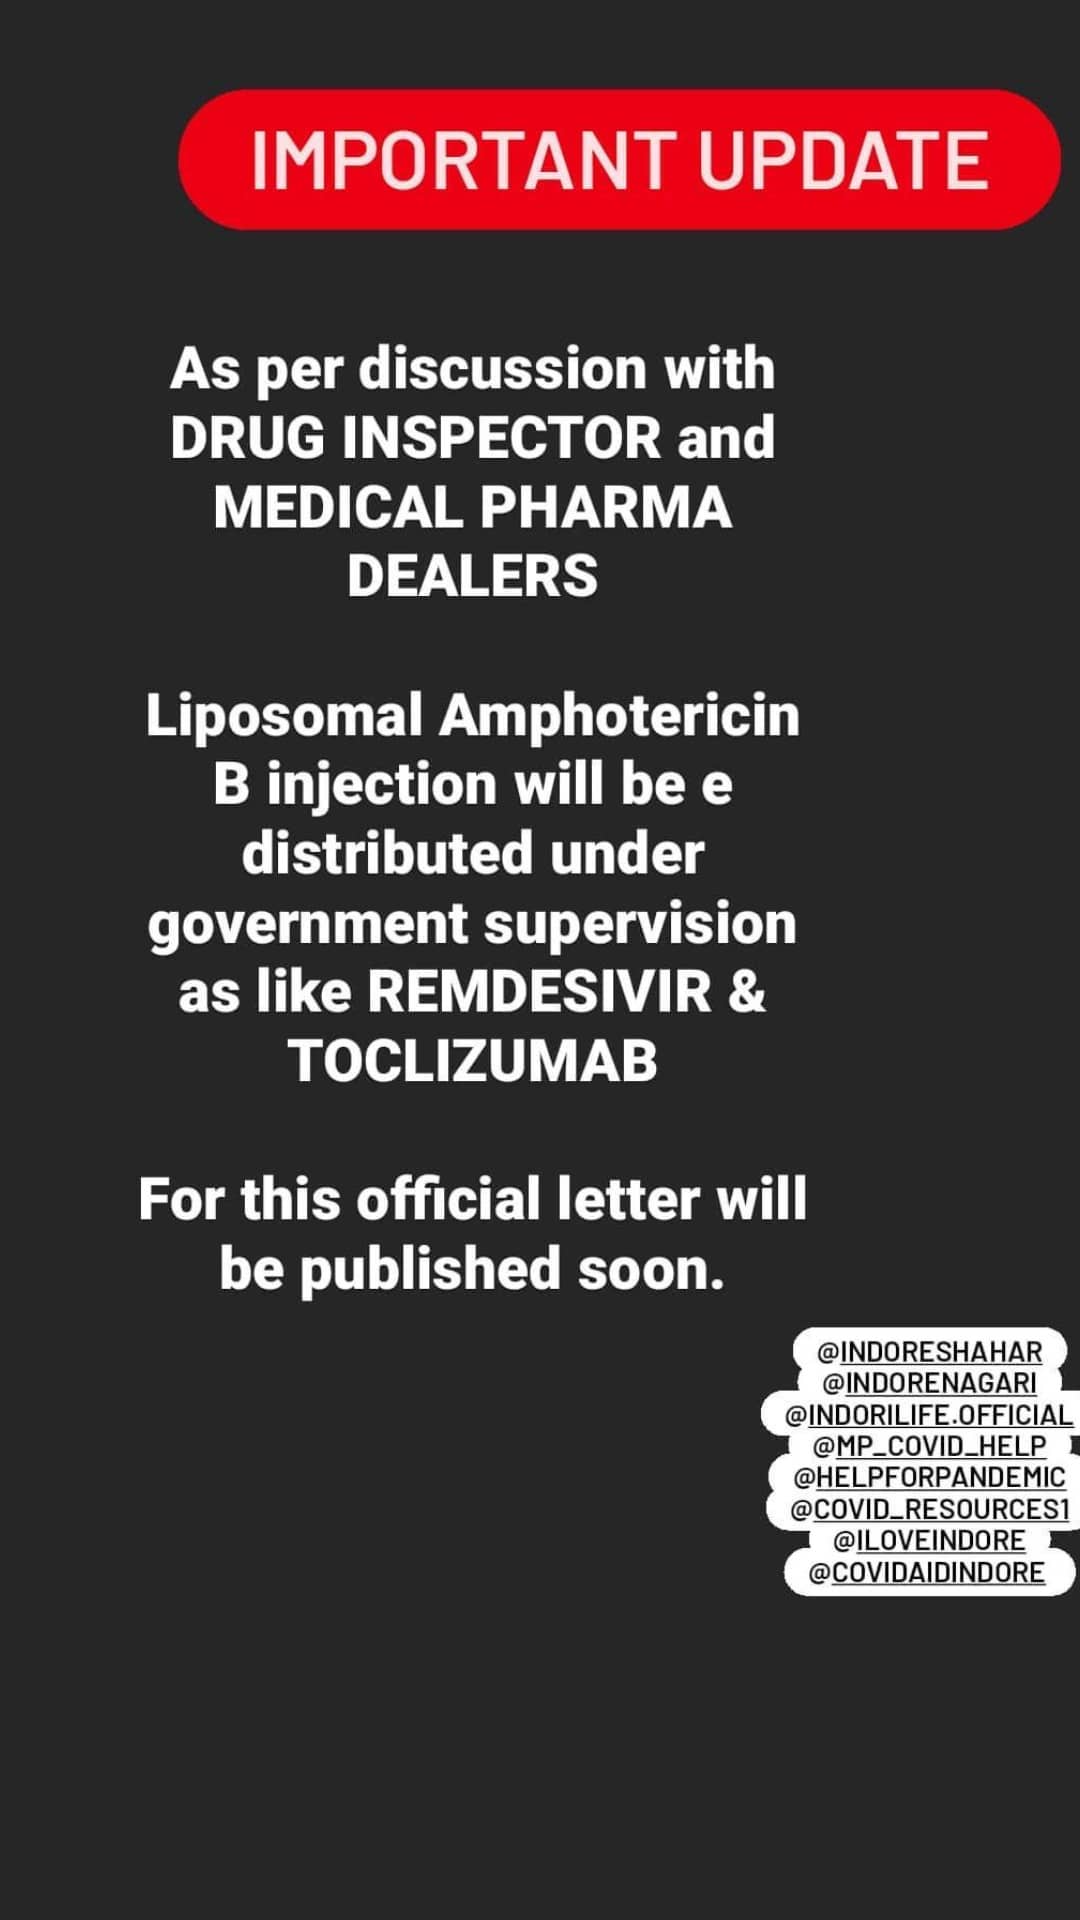 IMPORTANT UPDATE
As per discussion with
DRUG INSPECTOR and
MEDICAL PHARMA
DEALERS
Liposomal Amphotericin
B injection will be e
distributed under
government supervision
as like REMDESIVIR &
TOCLIZUMAB
For this official letter will
be published soon.
@INDORESHAHAR
@INDORENAGARI
@INDORILIFE.OFFICIAL
@MP_COVID_HELP
@HELPFORPANDEMIC
@COVID_RESOURCES1
@ILOVEINDORE
@COVIDAIDINDORE